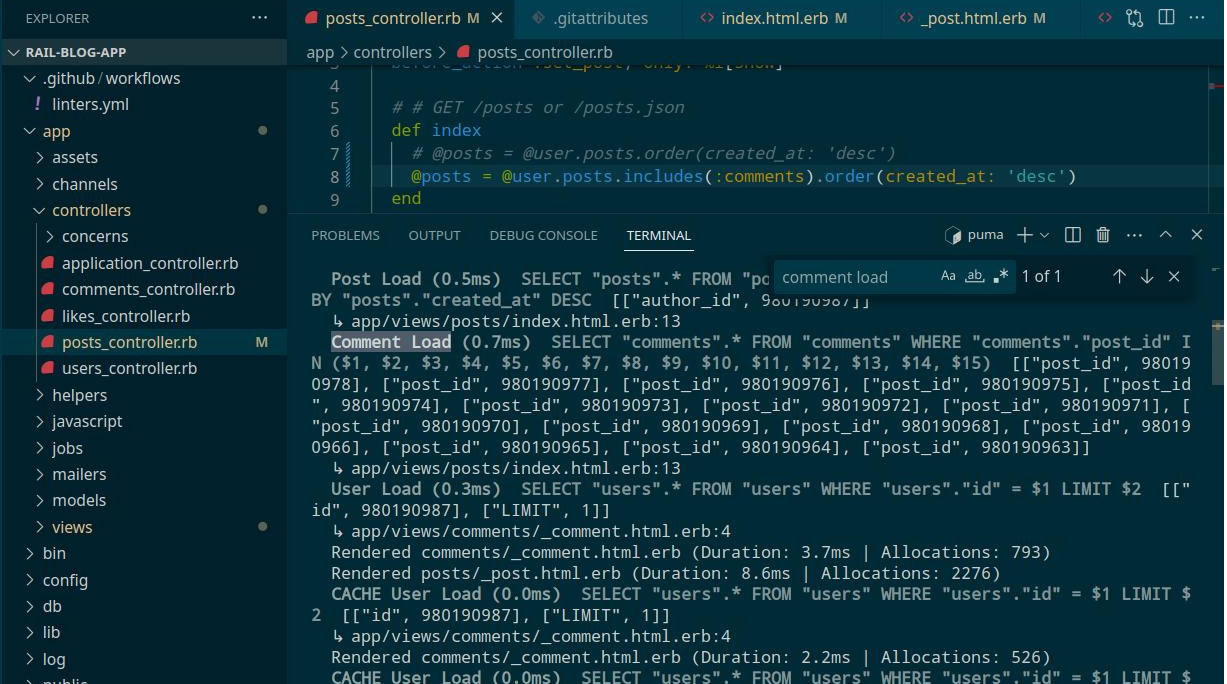 EXPLORER
RAIL-BLOG-APP
.github / workflows
! linters.yml
app
assets
channels
controllers
concerns
application_controller.rb
comments_controller.rb
likes_controller.rb
posts_controller.rb M
users_controller.rb
helpers
javascript
jobs
mailers
models
views
bin
config
db
lib
log
posts_controller.rb M
.gitattributes
index.html.erb M
_post.html.erb M
app > controllers > posts_controller.rb
4
5 # # GET /posts or /posts.json
6 def index
7 # @posts = @user.posts.order(created_at: 'desc')
8 @posts = @user.posts.includes(:comments).order(created_at: 'desc')
9 end
PROBLEMS OUTPUT DEBUG CONSOLE TERMINAL
puma
comment load Aa ab 1 of 1
Post Load (0.5ms) SELECT "posts".* FROM "po
BY "posts"."created_at" DESC [["author_id", 980190987]]
↳ app/views/posts/index.html.erb:13
Comment Load (0.7ms) SELECT "comments".* FROM "comments" WHERE "comments"."post_id" I
N ($1, $2, $3, $4, $5, $6, $7, $8, $9, $10, $11, $12, $13, $14, $15) [["post_id", 98019
0978], ["post_id", 980190977], ["post_id", 980190976], ["post_id", 980190975], ["post_id
", 980190974], ["post_id", 980190973], ["post_id", 980190972], ["post_id", 980190971], [
"post_id", 980190970], ["post_id", 980190969], ["post_id", 980190968], ["post_id", 98019
0966], ["post_id", 980190965], ["post_id", 980190964], ["post_id", 980190963]]
↳ app/views/posts/index.html.erb:13
User Load (0.3ms) SELECT "users".* FROM "users" WHERE "users"."id" = $1 LIMIT $2 [["
id", 980190987], ["LIMIT", 1]]
↳ app/views/comments/_comment.html.erb:4
Rendered comments/_comment.html.erb (Duration: 3.7ms | Allocations: 793)
Rendered posts/_post.html.erb (Duration: 8.6ms | Allocations: 2276)
CACHE User Load (0.0ms) SELECT "users".* FROM "users" WHERE "users"."id" = $1 LIMIT $
2 [["id", 980190987], ["LIMIT", 1]]
↳ app/views/comments/_comment.html.erb:4
Rendered comments/_comment.html.erb (Duration: 2.2ms | Allocations: 526)
CACHE User Load (0.0ms) SELECT "users".* FROM "users" WHERE "users"."id" = $1 LIMIT $